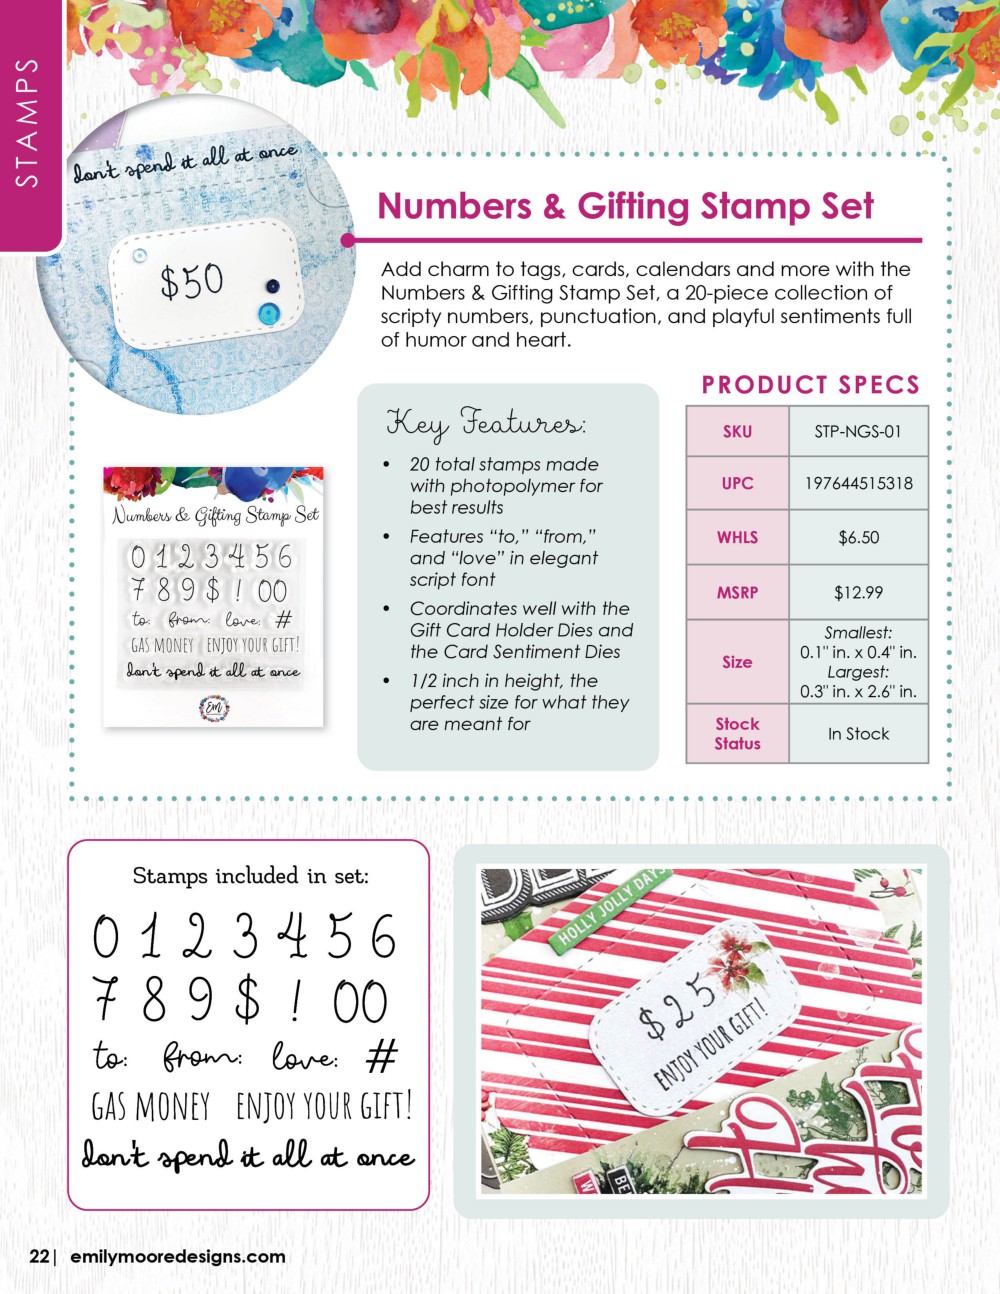 STAMPS
don't spend it all at once
$50
Numbers & Gifting Stamp Set
Add charm to tags, cards, calendars and more with the
Numbers & Gifting Stamp Set, a 20-piece collection of
scripty numbers, punctuation, and playful sentiments full
of humor and heart.
Key Features:
• 20 total stamps made
with photopolymer for
best results
• Features “to,” “from,”
and “love” in elegant
script font
• Coordinates well with the
Gift Card Holder Dies and
the Card Sentiment Dies
• 1/2 inch in height, the
perfect size for what they
are meant for
PRODUCT SPECS
SKU STP-NGS-01
UPC 197644515318
WHLS $6.50
MSRP $12.99
Size Smallest:
0.1" in. x 0.4" in.
Largest:
0.3" in. x 2.6" in.
Stock Status In Stock
Numbers & Gifting Stamp Set
0 1 2 3 4 5 6
7 8 9 $ ! 00
to: from: love: #
GAS MONEY ENJOY YOUR GIFT!
don't spend it all at once
EM
Stamps included in set:
0 1 2 3 4 5 6
7 8 9 $ ! 00
to: from: love: #
GAS MONEY ENJOY YOUR GIFT!
don't spend it all at once
HOLLY JOLLY DAYS
$25
ENJOY YOUR GIFT!
22| emilymooredesigns.com